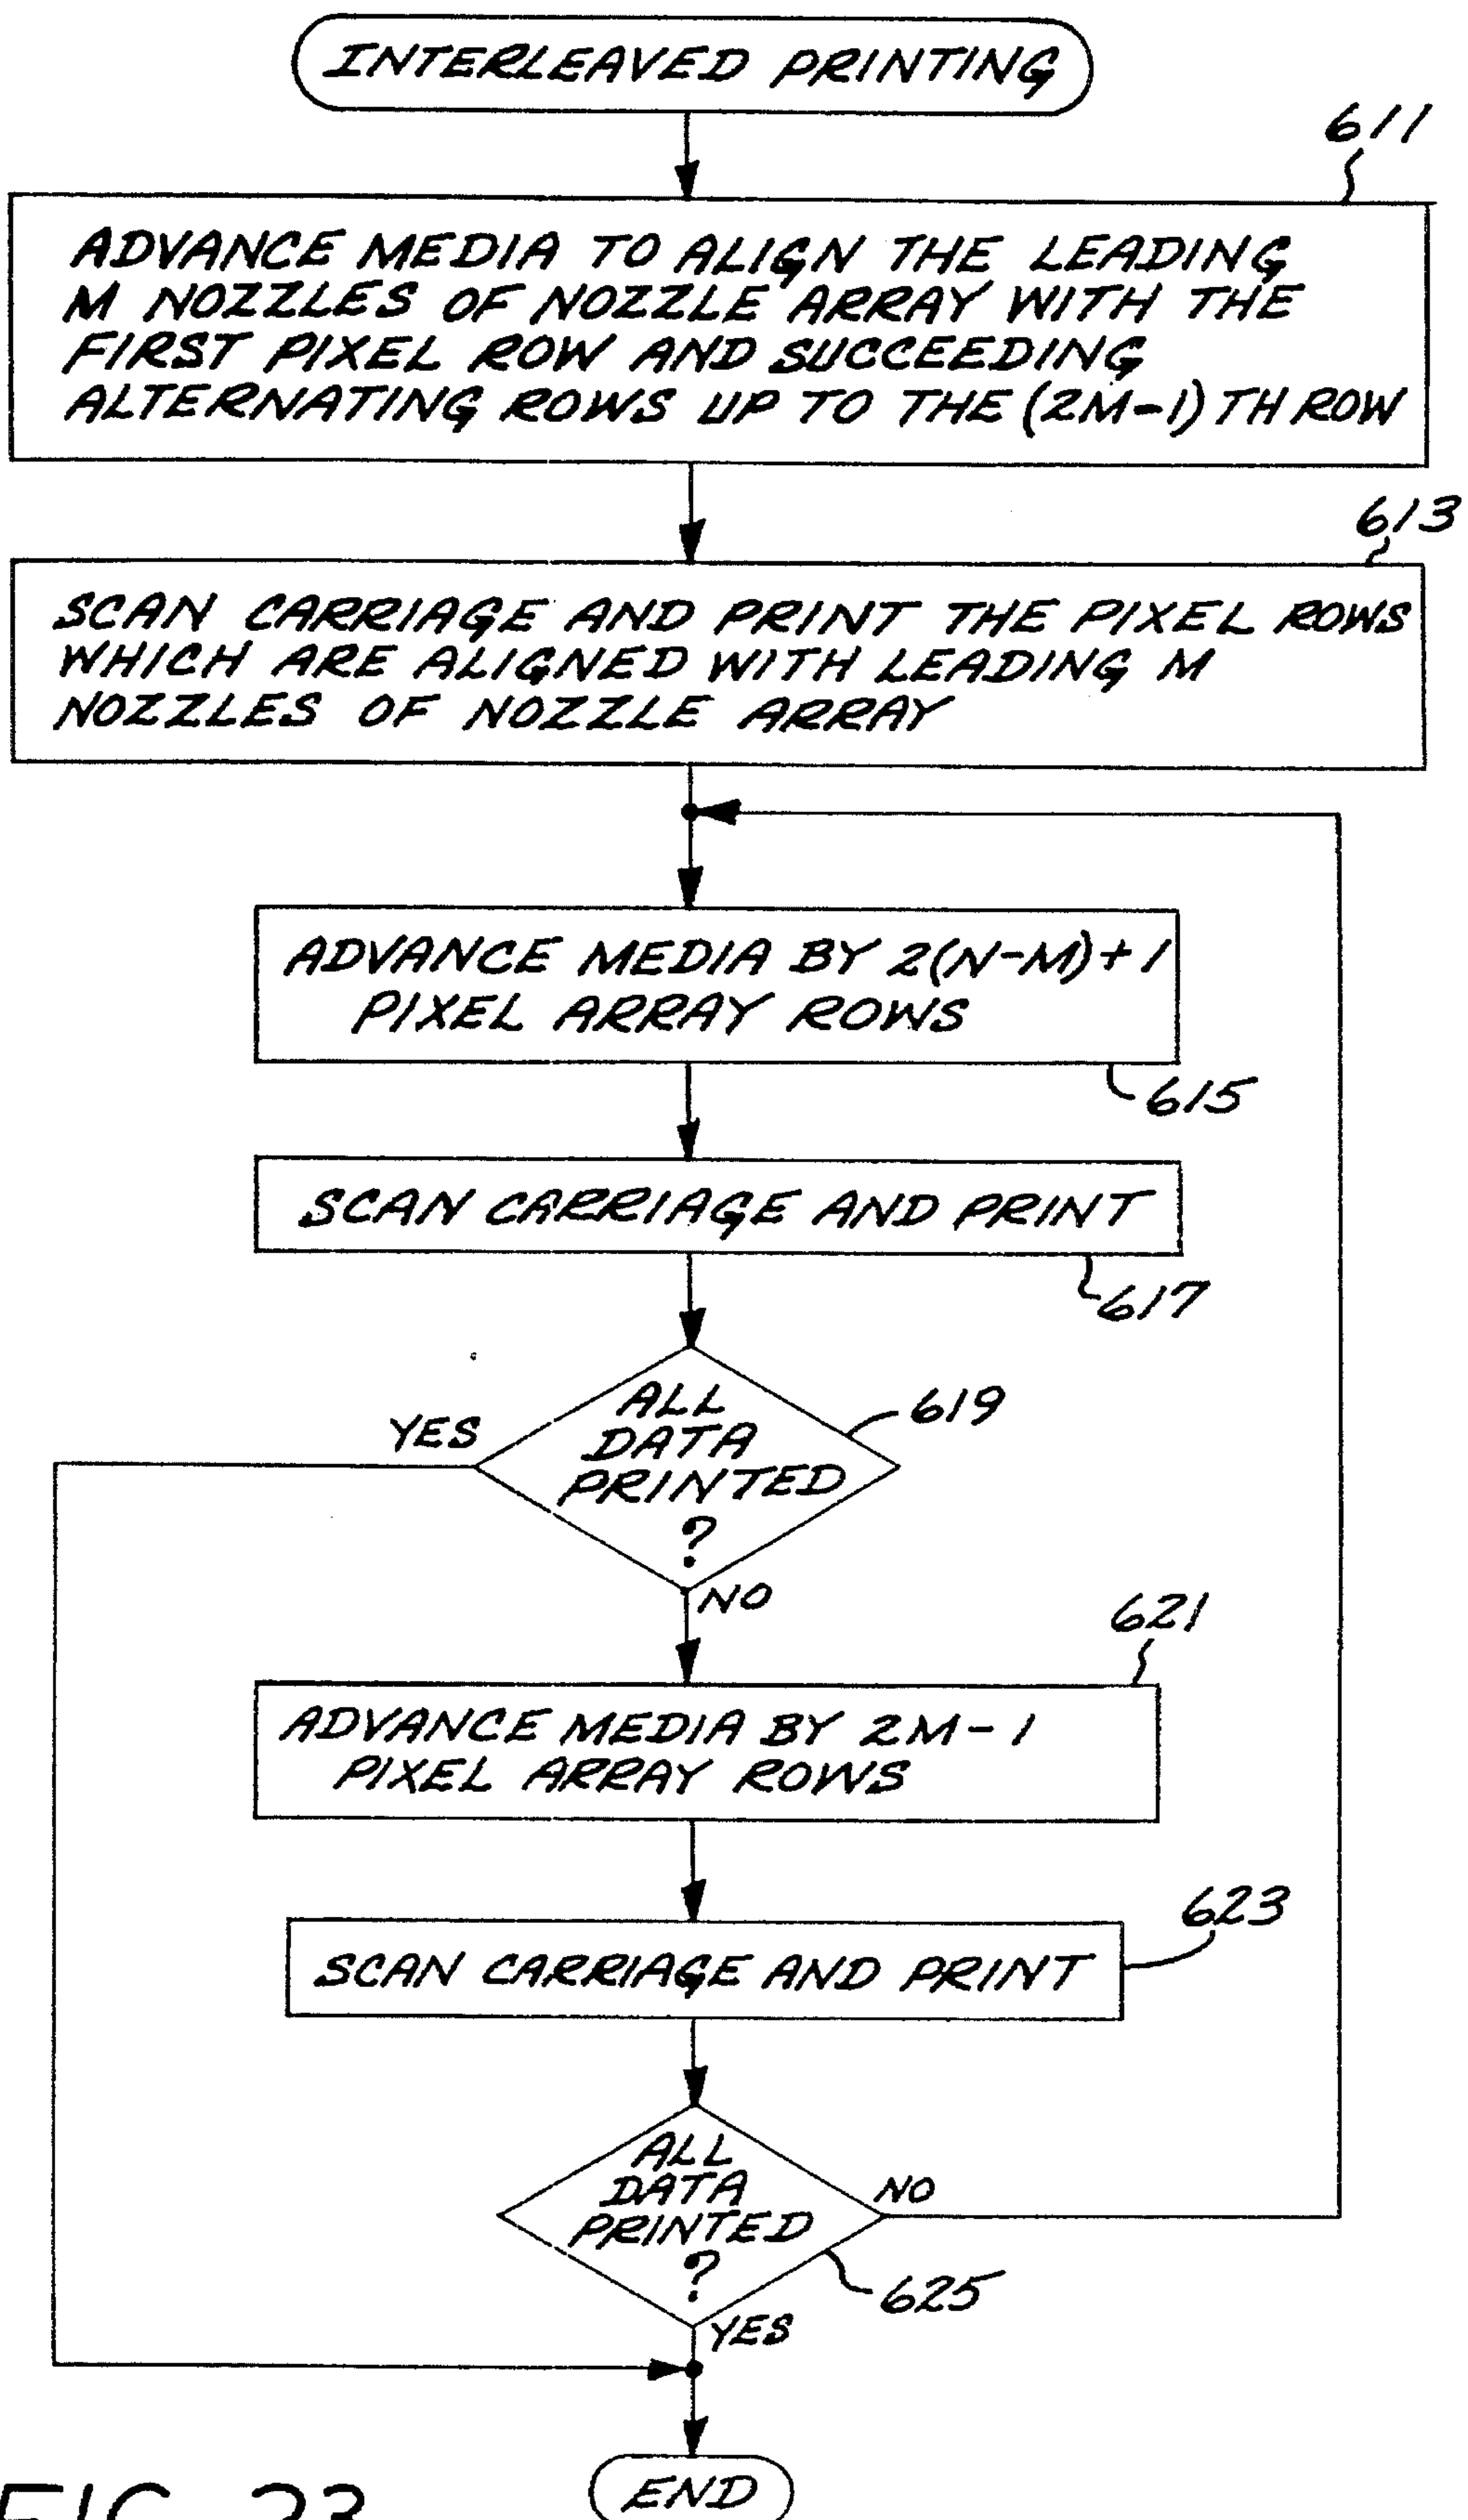 INTERLEAVED PRINTING
611
ADVANCE MEDIA TO ALIGN THE LEADING
M NOZZLES OF NOZZLE ARRAY WITH THE
FIRST PIXEL ROW AND SUCCEEDING
ALTERNATING ROWS UP TO THE (2M-1)TH ROW
613
SCAN CARRIAGE AND PRINT THE PIXEL ROWS
WHICH ARE ALIGNED WITH LEADING M
NOZZLES OF NOZZLE ARRAY
ADVANCE MEDIA BY 2(N-M)+1
PIXEL ARRAY ROWS
615
SCAN CARRIAGE AND PRINT
617
ALL
DATA
PRINTED
?
619
YES
NO
621
ADVANCE MEDIA BY 2M-1
PIXEL ARRAY ROWS
623
SCAN CARRIAGE AND PRINT
ALL
DATA
PRINTED
?
NO
625
YES
END
FIG. 23